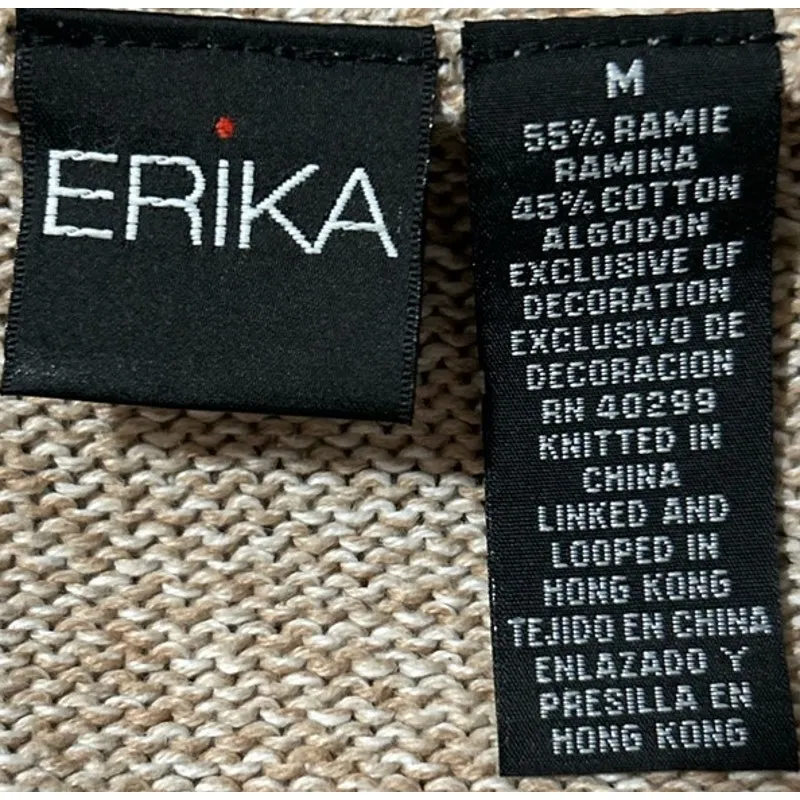 ERiKA
M
55% RAMIE
RAMINA
45% COTTON
ALGODON
EXCLUSIVE OF
DECORATION
EXCLUSIVO DE
DECORACION
RN 40299
KNITTED IN
CHINA
LINKED AND
LOOPED IN
HONG KONG
TEJIDO EN CHINA
ENLAZADO Y
PRESILLA EN
HONG KONG